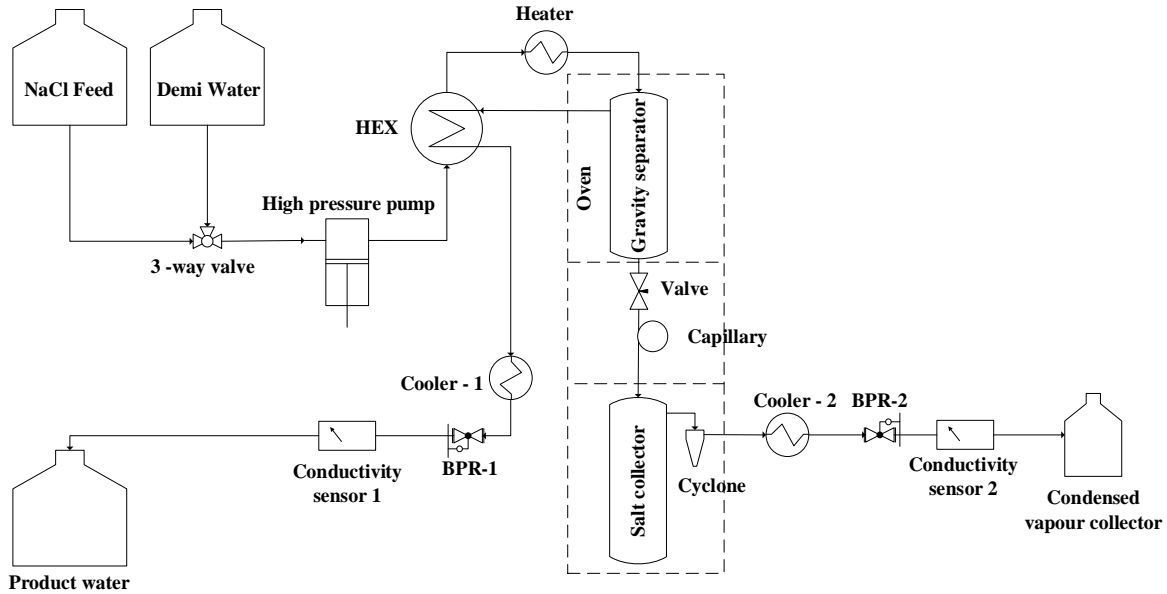 Heater
NaCl Feed
Demi Water
HEX
Gravity separator
Oven
High pressure pump
3 -way valve
Valve
Capillary
Cooler - 1
Cooler - 2
BPR-2
BPR-1
Conductivity
sensor 1
Salt collector
Cyclone
Conductivity
sensor 2
Condensed
vapour collector
Product water